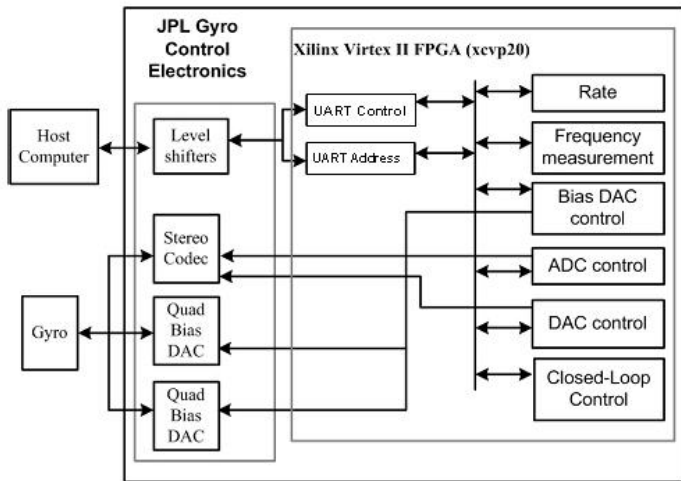 JPL Gyro
Control
Electronics
Xilinx Virtex II FPGA (xcvp20)
Host
Computer
Level
shifters
UART Control
UART Address
Rate
Frequency
measurement
Bias DAC
control
Stereo
Codec
ADC control
Gyro
Quad
Bias
DAC
DAC control
Quad
Bias
DAC
Closed-Loop
Control